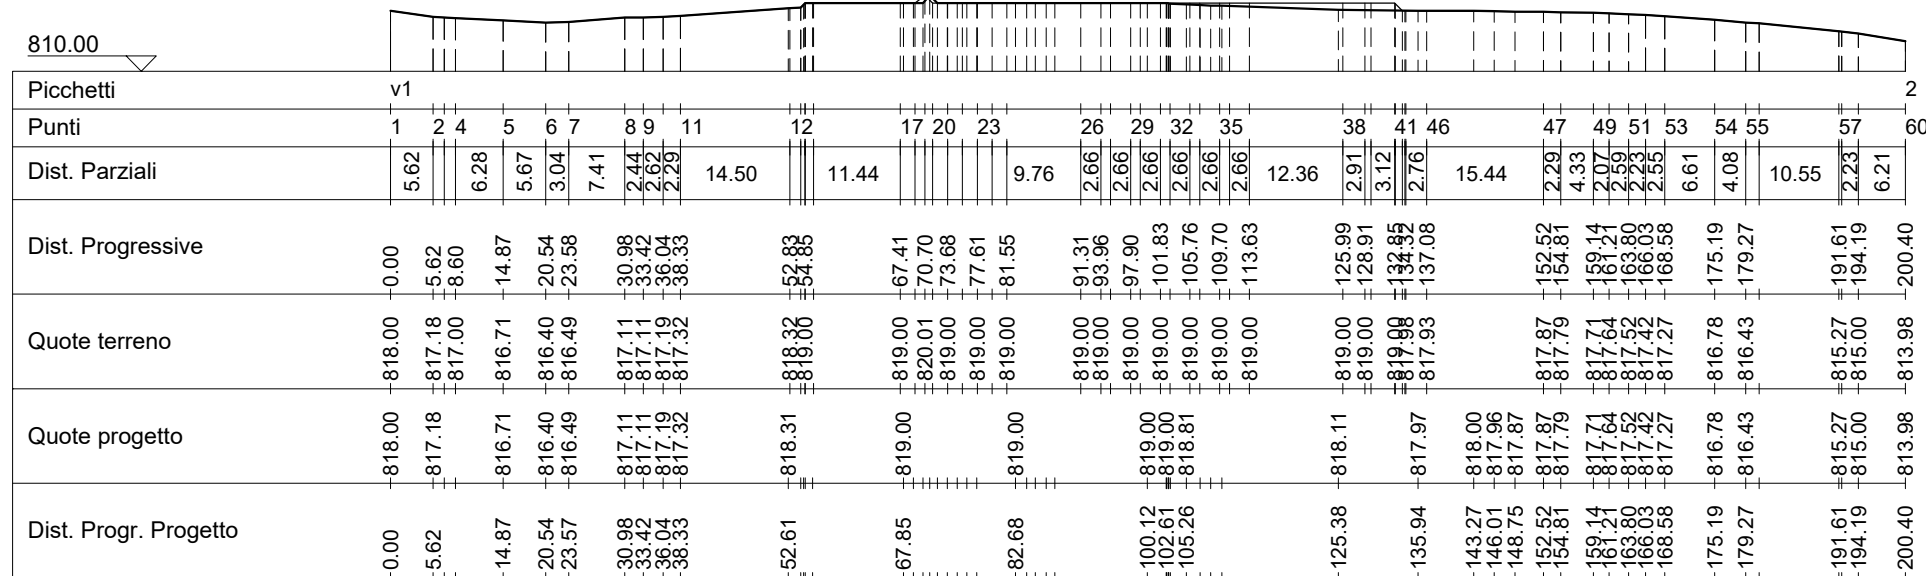 810.00
Picchetti v1 2
Punti 1 2 4 5 6 7 8 9 11 12 17 20 23 26 29 32 35 38 41 46 47 49 51 53 54 55 57 60
Dist. Parziali 5.62 6.28 5.67 3.04 7.41 2.44 2.62 2.29 14.50 11.44 9.76 2.66 2.66 2.66 2.66 2.66 2.66 12.36 2.91 3.12 2.76 15.44 2.29 4.33 2.07 2.59 2.23 2.55 6.61 4.08 10.55 2.23 6.21
Dist. Progressive 0.00 5.62 8.60 14.87 20.54 23.58 30.98 33.42 36.04 38.33 52.83 54.85 67.41 70.70 73.68 77.61 81.55 91.31 93.96 97.90 101.83 105.76 109.70 113.63 125.99 128.91 132.85 134.32 137.08 152.52 154.81 159.14 161.21 163.80 166.03 168.58 175.19 179.27 191.61 194.19 200.40
Quote terreno 818.00 817.18 817.00 816.71 816.40 816.49 817.11 817.11 817.19 817.32 818.32 819.00 819.00 820.01 819.00 819.00 819.00 819.00 819.00 819.00 819.00 819.00 819.00 819.00 819.00 819.00 819.00 817.98 817.93 817.87 817.79 817.71 817.64 817.52 817.42 817.27 816.78 816.43 815.27 815.00 813.98
Quote progetto 818.00 817.18 816.71 816.40 816.49 817.11 817.11 817.19 817.32 818.31 819.00 819.00 819.00 819.00 818.81 818.11 817.97 818.00 817.96 817.87 817.87 817.79 817.71 817.64 817.52 817.42 817.27 816.78 816.43 815.27 815.00 813.98
Dist. Progr. Progetto 0.00 5.62 14.87 20.54 23.57 30.98 33.42 36.04 38.33 52.61 67.85 82.68 100.12 102.61 105.26 125.38 135.94 143.27 146.01 148.75 152.52 154.81 159.14 161.21 163.80 166.03 168.58 175.19 179.27 191.61 194.19 200.40